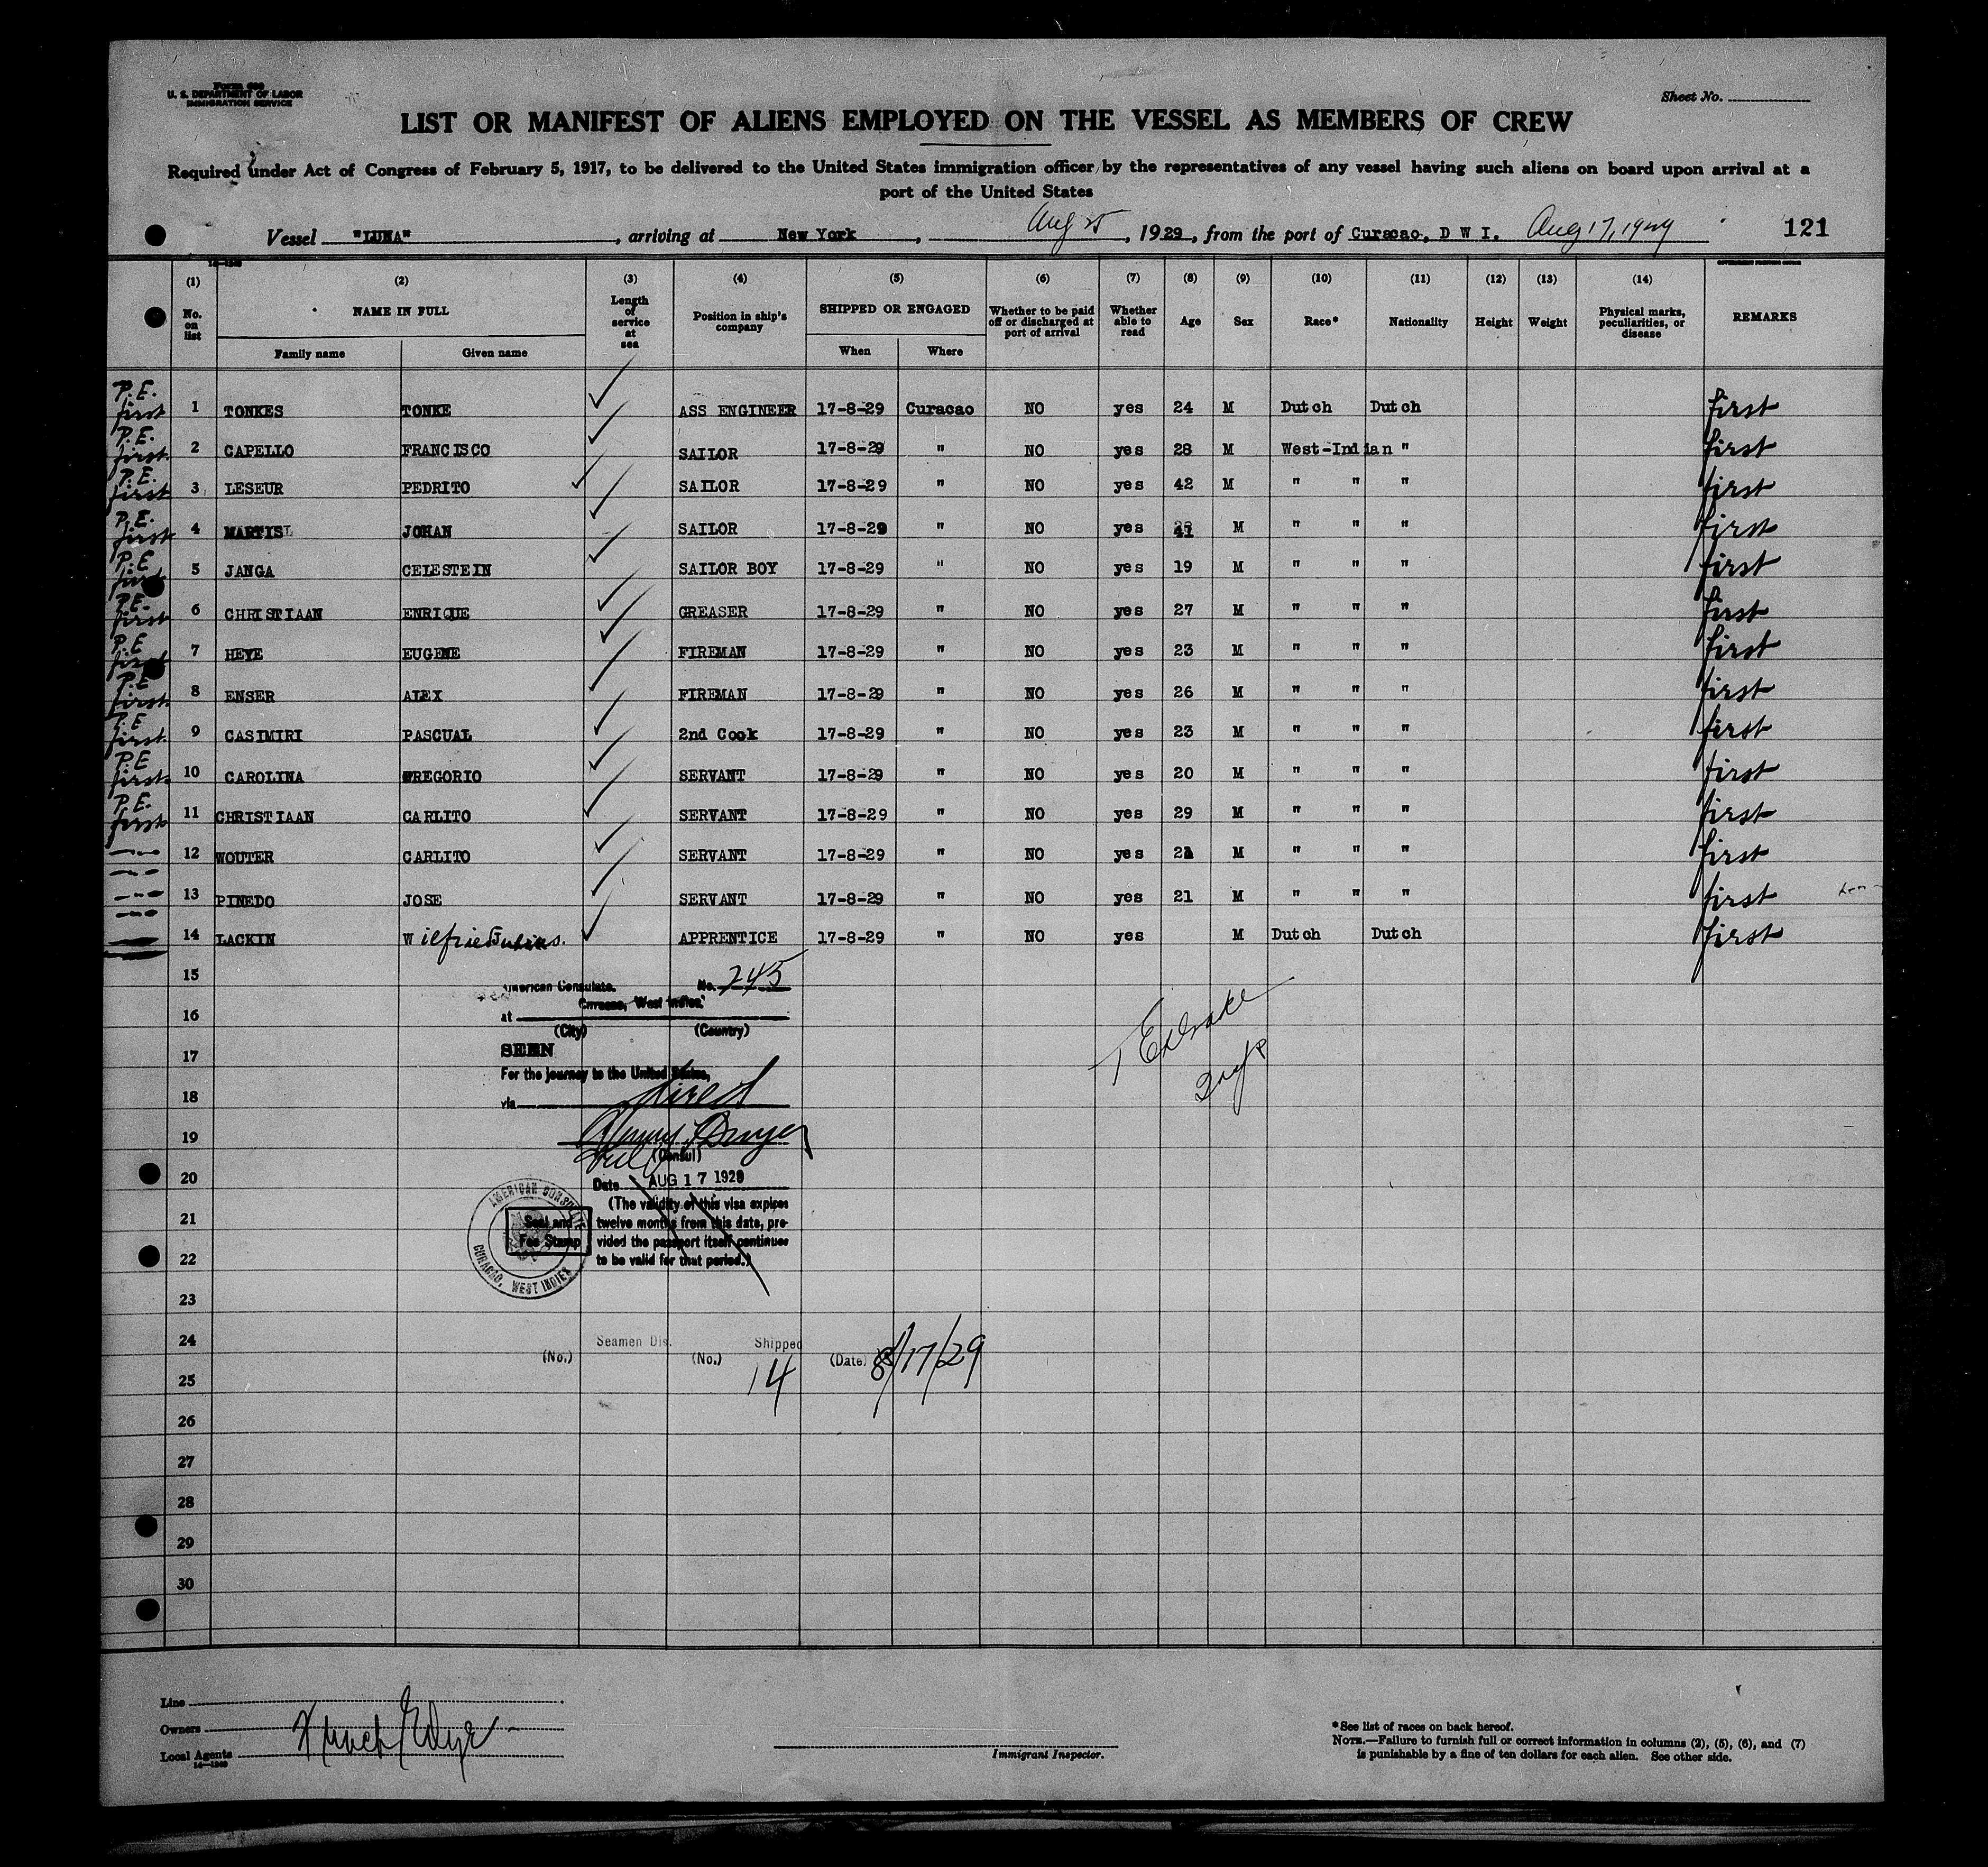 Form 680
U. S. DEPARTMENT OF LABOR
IMMIGRATION SERVICE
Sheet No.
LIST OR MANIFEST OF ALIENS EMPLOYED ON THE VESSEL AS MEMBERS OF CREW
Required under Act of Congress of February 5, 1917, to be delivered to the United States immigration officer by the representatives of any vessel having such aliens on board upon arrival at a
port of the United States
Vessel "LUNA", arriving at New York, Aug 25, 1929, from the port of Curacao, D W I. Aug 17, 1929 121
(1) (2) (3) (4) (5) (6) (7) (8) (9) (10) (11) (12) (13) (14)
No. on list NAME IN FULL Length of service at sea Position in ship's company SHIPPED OR ENGAGED Whether to be paid off or discharged at port of arrival Whether able to read Age Sex Race* Nationality Height Weight Physical marks, peculiarities, or disease REMARKS
Family name Given name When Where
P.E. first 1 TONKES TONKE ASS ENGINEER 17-8-29 Curacao NO yes 24 M Dutch Dutch first
P.E. first. 2 CAPELLO FRANCISCO SAILOR 17-8-29 " NO yes 28 M West-Indian " first
P.E. first 3 LESEUR PEDRITO SAILOR 17-8-29 " NO yes 42 M " " " first
P.E. first 4 MARTIS JOHAN SAILOR 17-8-29 " NO yes 41 M " " " first
P.E first 5 JANGA CELESTEIN SAILOR BOY 17-8-29 " NO yes 19 M " " " first
P.E. first 6 CHRISTIAAN ENRIQUE GREASER 17-8-29 " NO yes 27 M " " " first
P.E first 7 HEYE EUGENE FIREMAN 17-8-29 " NO yes 23 M " " " first
P.E first. 8 ENSER ALEX FIREMAN 17-8-29 " NO yes 26 M " " " first
P.E first. 9 CASIMIRI PASCUAL 2nd Cook 17-8-29 " NO yes 23 M " " " first
P.E first. 10 CAROLINA GREGORIO SERVANT 17-8-29 " NO yes 20 M " " " first
P.E. first 11 CHRISTIAAN CARLITO SERVANT 17-8-29 " NO yes 29 M " " " first
12 WOUTER CARLITO SERVANT 17-8-29 " NO yes M " " " first
13 PINEDO JOSE SERVANT 17-8-29 " NO yes 21 M " " " first
14 LACKIN Wilfried Julius. APPRENTICE 17-8-29 " NO yes M Dutch Dutch first
15
American Consulate. No. 245
16
at Curacao, West Indies.
(City) (Country)
17
SEEN
For the journey to the United States,
18
via direct
19
(Consul)
20
Date AUG 17 1929
(The validity of this visa expires
21
twelve months from this date, pro-
vided the passport itself continues
22
to be valid for that period.)
AMERICAN CONSULATE
CURACAO, WEST INDIES
Seal and
Fee Stamp
23
24
Seamen Dis. Shipped
(No.) (No.) 14 (Date) 8/17/29
25
26
27
28
29
30
Line
Owners
Local Agents
Immigrant Inspector.
*See list of races on back hereof.
NOTE.—Failure to furnish full or correct information in columns (2), (5), (6), and (7)
is punishable by a fine of ten dollars for each alien. See other side.